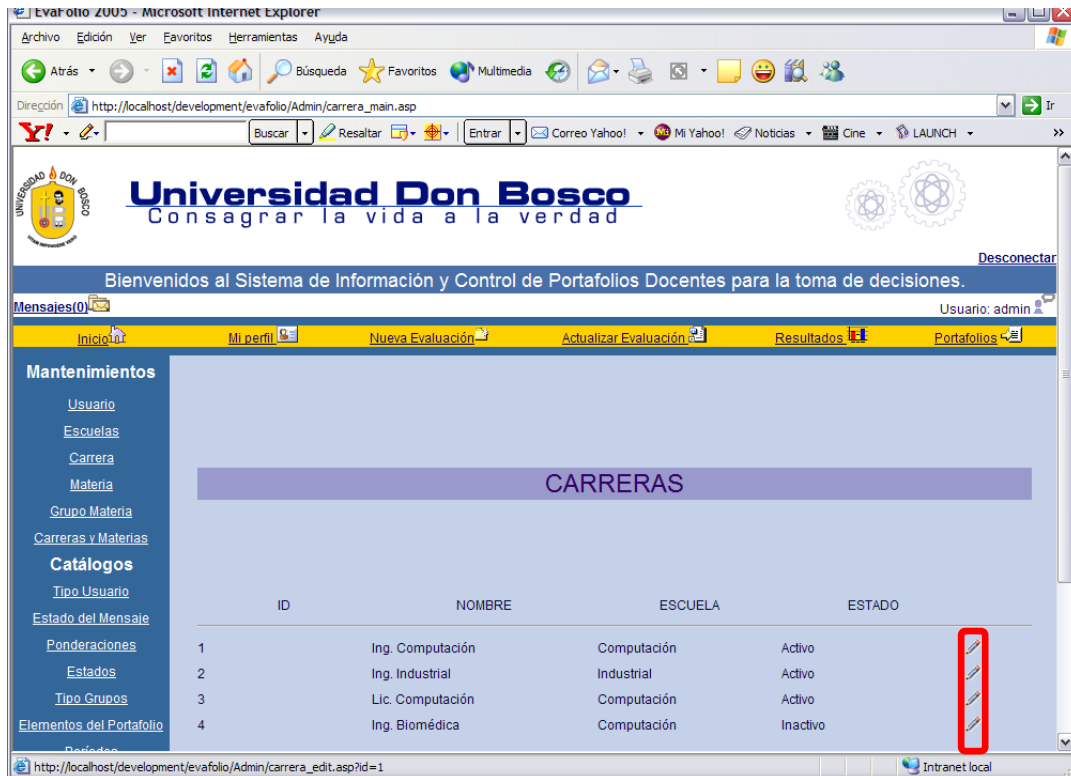 EvaFolio 2005 - Microsoft Internet Explorer
Archivo Edición Ver Favoritos Herramientas Ayuda
Atrás Búsqueda Favoritos Multimedia
Dirección http://localhost/development/evafolio/Admin/carrera_main.asp Ir
Y! Buscar Resaltar Entrar Correo Yahoo! Mi Yahoo! Noticias Cine LAUNCH »
UNIVERSIDAD DON BOSCO
Universidad Don Bosco
Consagrar la vida a la verdad
Desconectar
Bienvenidos al Sistema de Información y Control de Portafolios Docentes para la toma de decisiones.
Mensajes(0) Usuario: admin
Inicio Mi perfil Nueva Evaluación Actualizar Evaluación Resultados Portafolios
Mantenimientos
Usuario
Escuelas
Carrera
Materia
Grupo Materia
Carreras y Materias
Catálogos
Tipo Usuario
Estado del Mensaje
Ponderaciones
Estados
Tipo Grupos
Elementos del Portafolio
Períodos
CARRERAS
ID NOMBRE ESCUELA ESTADO
1 Ing. Computación Computación Activo
2 Ing. Industrial Industrial Activo
3 Lic. Computación Computación Activo
4 Ing. Biomédica Computación Inactivo
http://localhost/development/evafolio/Admin/carrera_edit.asp?id=1 Intranet local